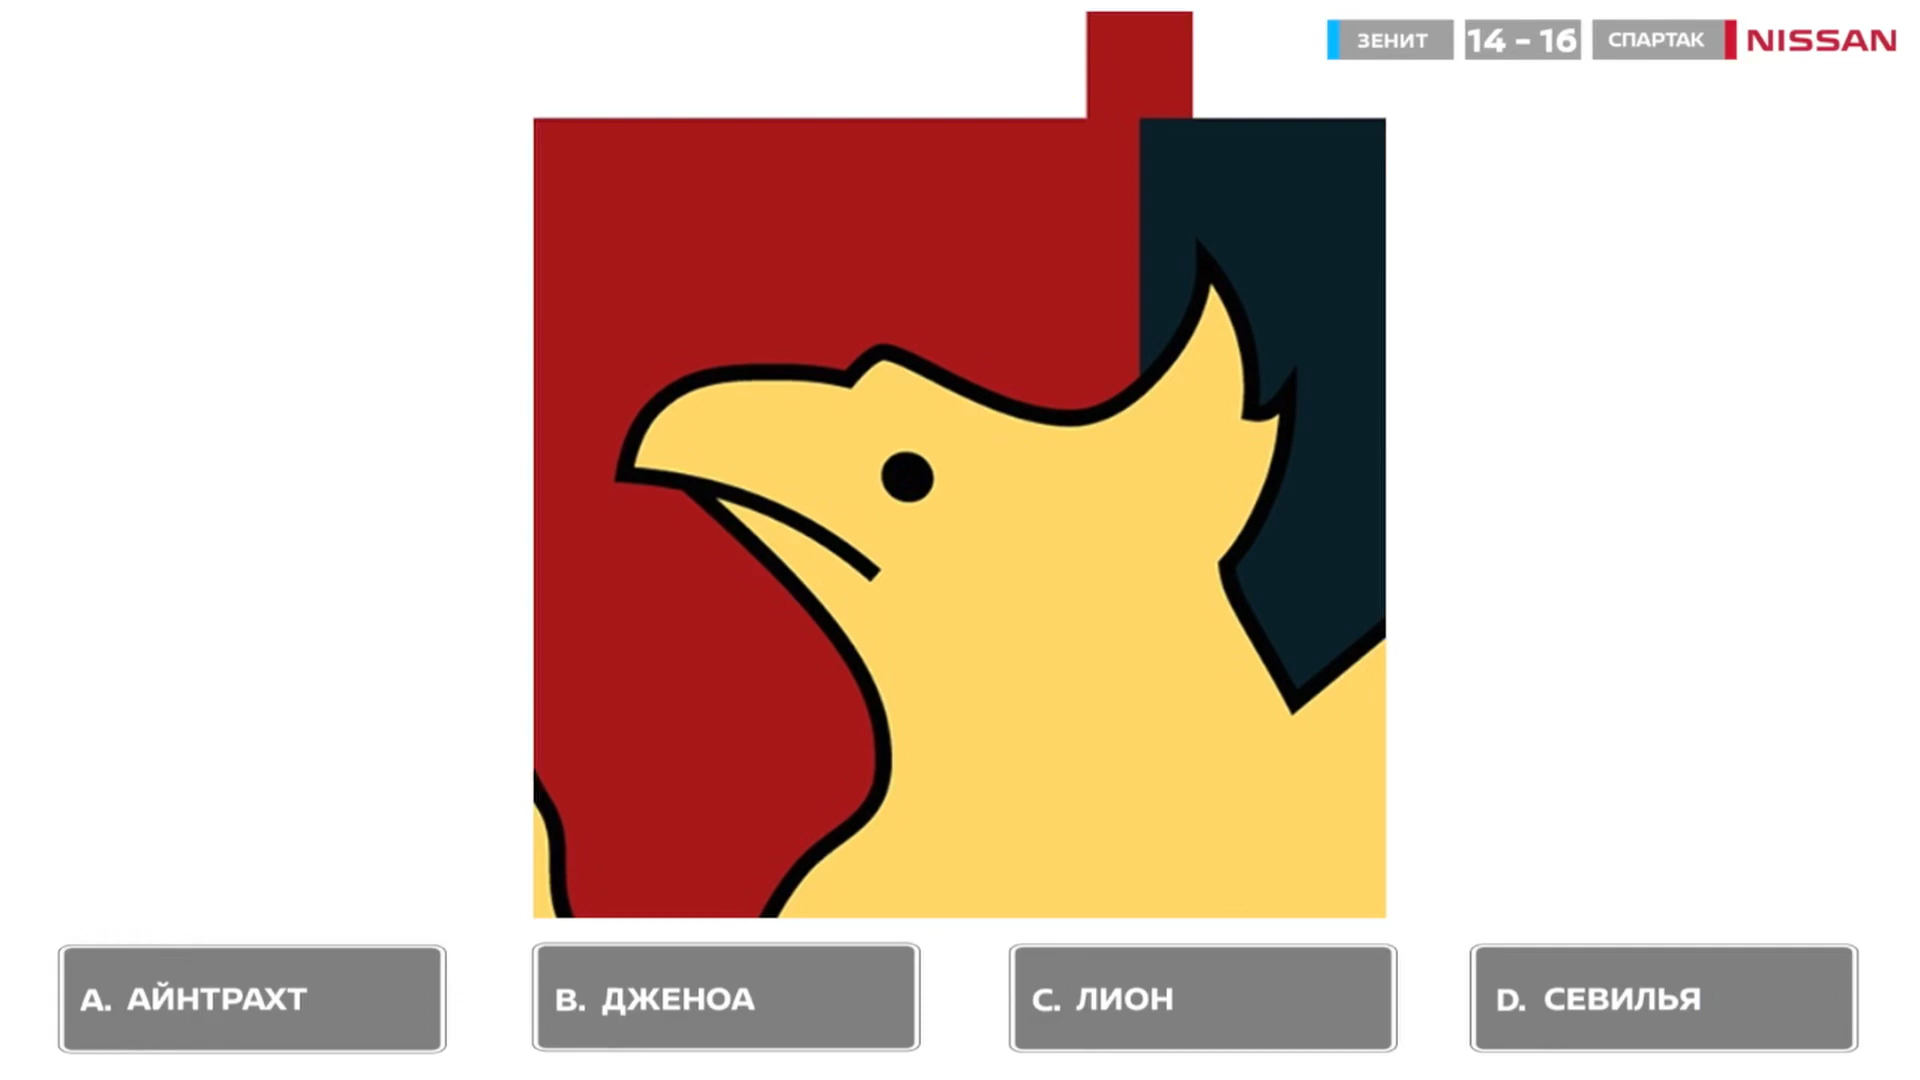 ЗЕНИТ 14 - 16 СПАРТАК NISSAN
A. АЙНТРАХТ
B. ДЖЕНОА
C. ЛИОН
D. СЕВИЛЬЯ